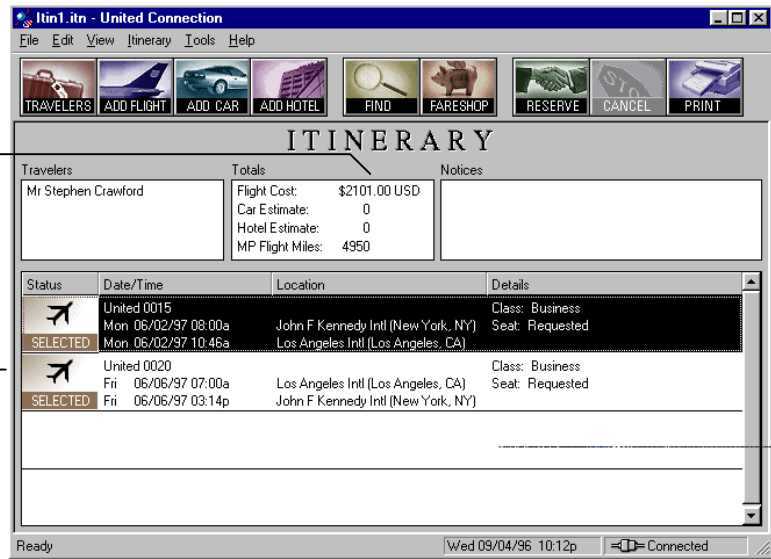 Itin1.itn - United Connection
File Edit View Itinerary Tools Help
TRAVELERS ADD FLIGHT ADD CAR ADD HOTEL FIND FARESHOP RESERVE STOP CANCEL PRINT
ITINERARY
Travelers Totals Notices
Mr Stephen Crawford Flight Cost: $2101.00 USD
Car Estimate: 0
Hotel Estimate: 0
MP Flight Miles: 4950
Status Date/Time Location Details
United 0015 Class: Business
Mon 06/02/97 08:00a John F Kennedy Intl (New York, NY) Seat: Requested
SELECTED Mon 06/02/97 10:46a Los Angeles Intl (Los Angeles, CA)
United 0020 Class: Business
Fri 06/06/97 07:00a Los Angeles Intl (Los Angeles, CA) Seat: Requested
SELECTED Fri 06/06/97 03:14p John F Kennedy Intl (New York, NY)
Ready Wed 09/04/96 10:12p Connected